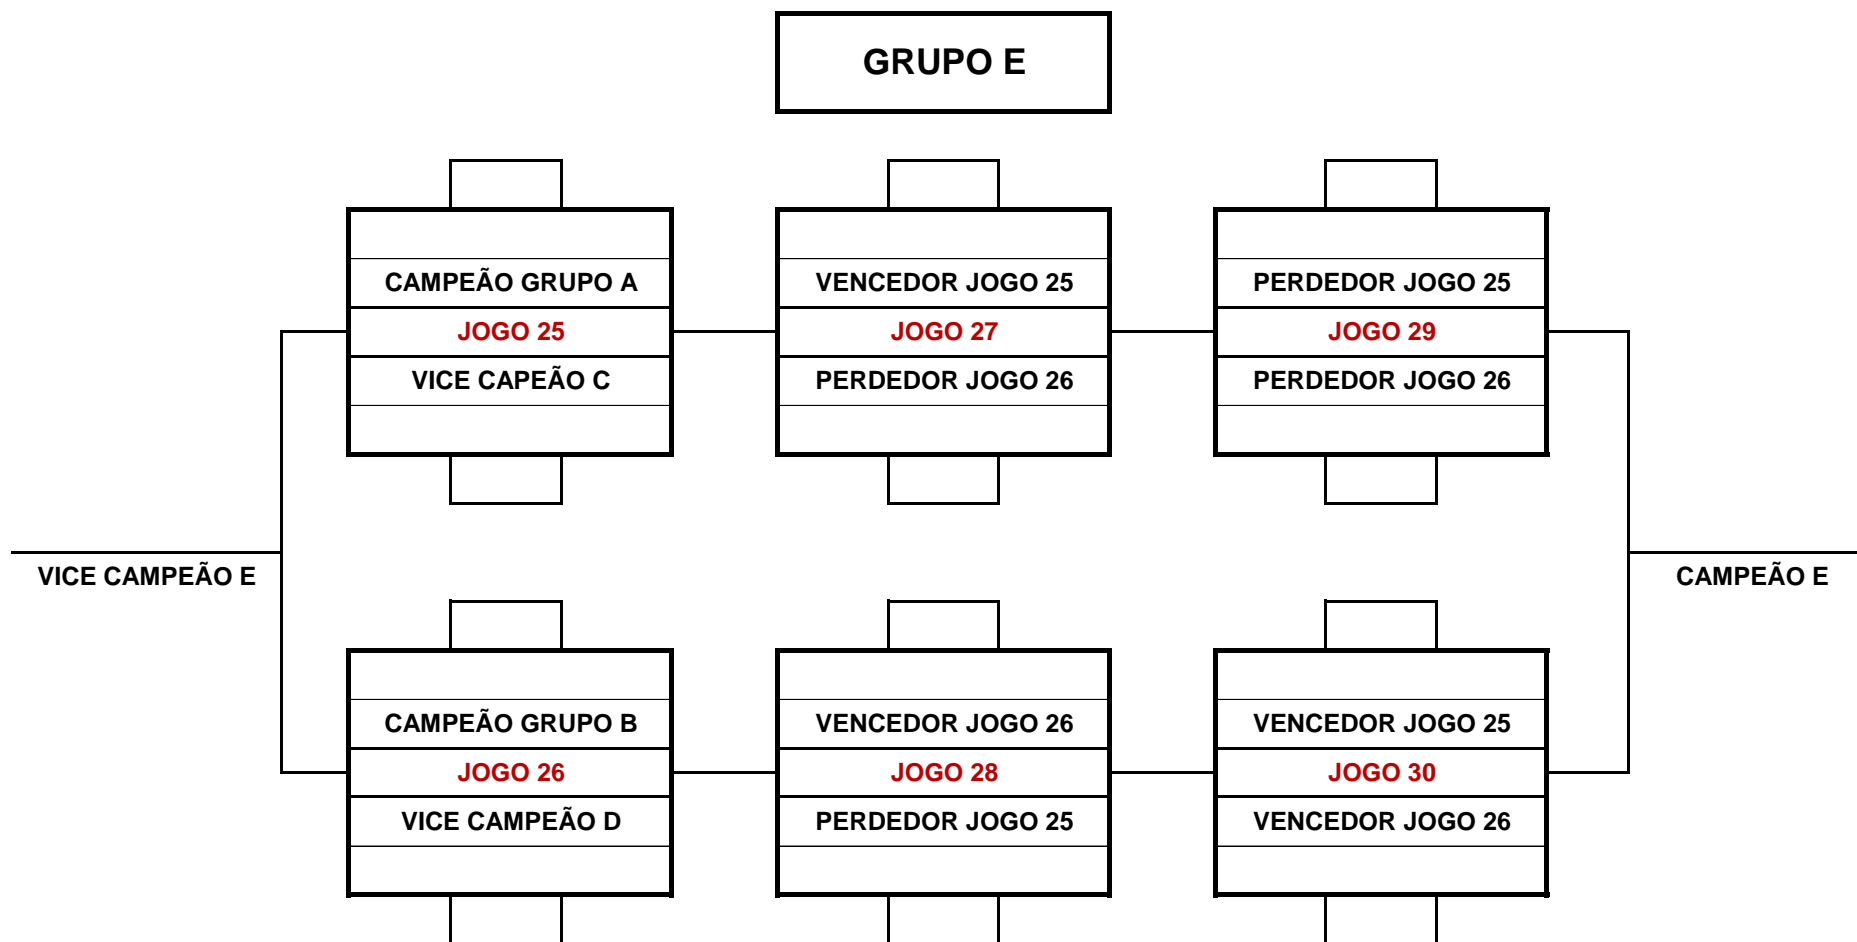 GRUPO E
CAMPEÃO GRUPO A
JOGO 25
VICE CAPEÃO C
VENCEDOR JOGO 25
JOGO 27
PERDEDOR JOGO 26
PERDEDOR JOGO 25
JOGO 29
PERDEDOR JOGO 26
VICE CAMPEÃO E
CAMPEÃO E
CAMPEÃO GRUPO B
JOGO 26
VICE CAMPEÃO D
VENCEDOR JOGO 26
JOGO 28
PERDEDOR JOGO 25
VENCEDOR JOGO 25
JOGO 30
VENCEDOR JOGO 26